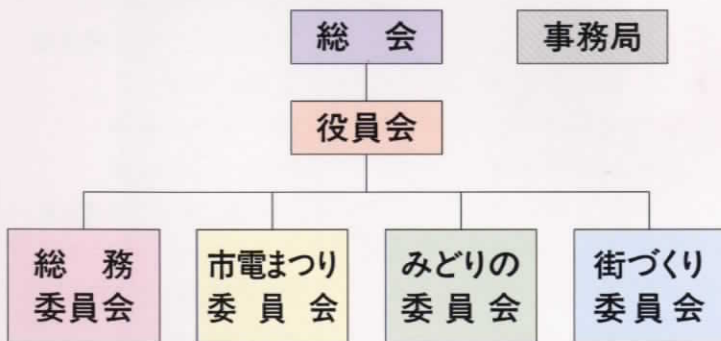 総　会
事務局
役員会
総　務
委員会
市電まつり
委　員　会
みどりの
委 員 会
街づくり
委員会